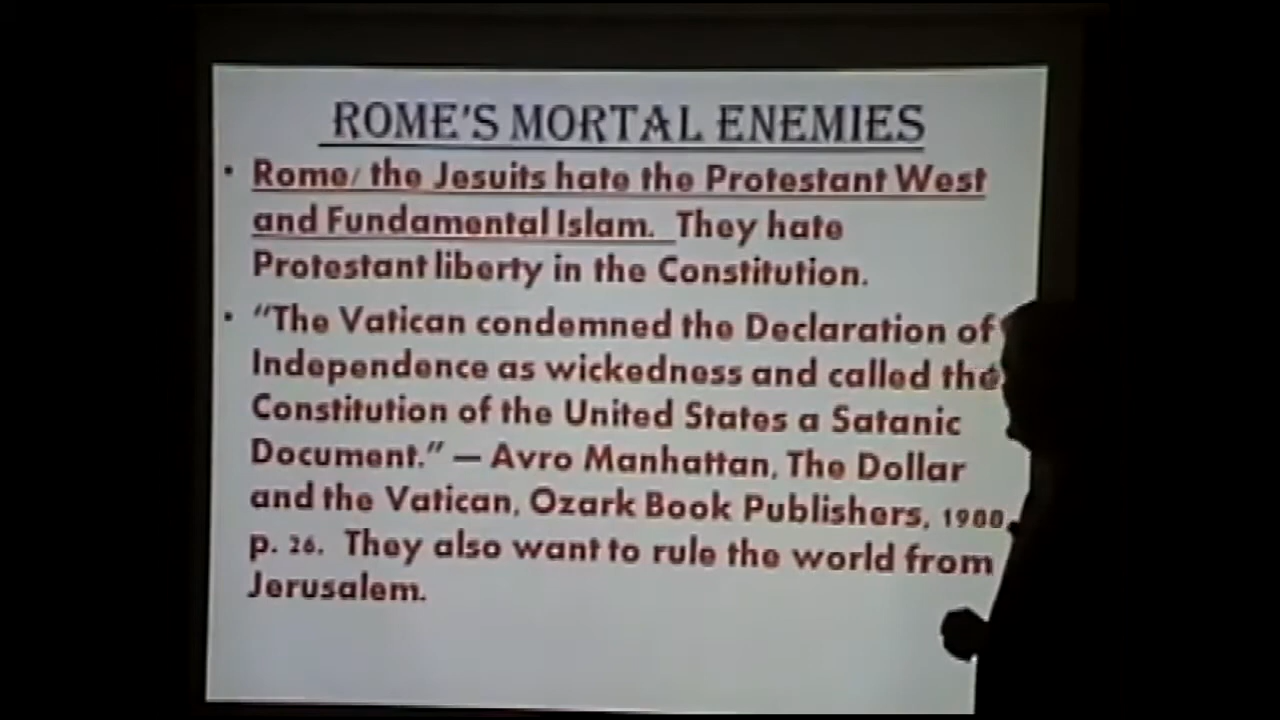 ROME'S MORTAL ENEMIES
• Rome/ the Jesuits hate the Protestant West
and Fundamental Islam. They hate
Protestant liberty in the Constitution.
• "The Vatican condemned the Declaration of
Independence as wickedness and called the
Constitution of the United States a Satanic
Document." — Avro Manhattan, The Dollar
and the Vatican, Ozark Book Publishers,
p. 26. They also want to rule the world from
Jerusalem.